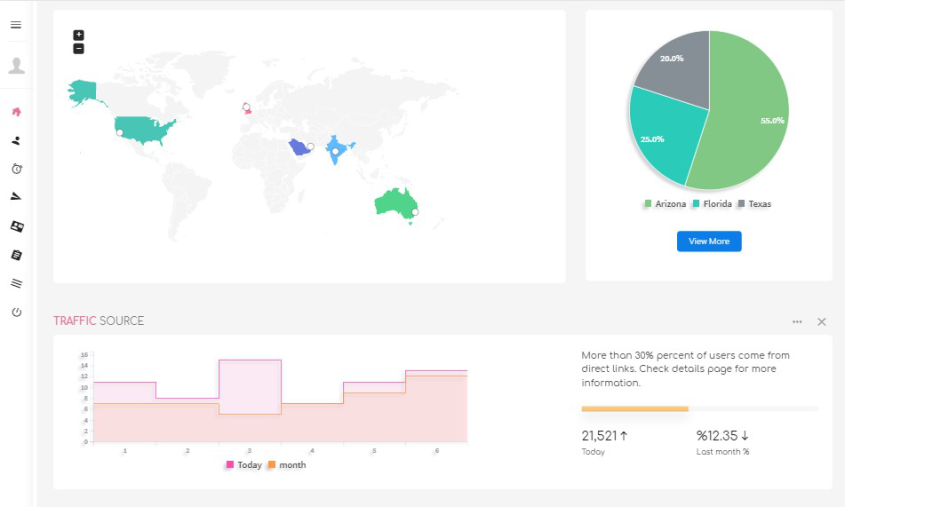 +
−
20.0%
55.0%
25.0%
Arizona Florida Texas
View More
TRAFFIC SOURCE
16
14
12
10
8
6
4
2
0
.1 .2 .3 .4 .5 .6
Today month
More than 30% percent of users come from
direct links. Check details page for more
information.
21,521 %12.35
Today Last month %